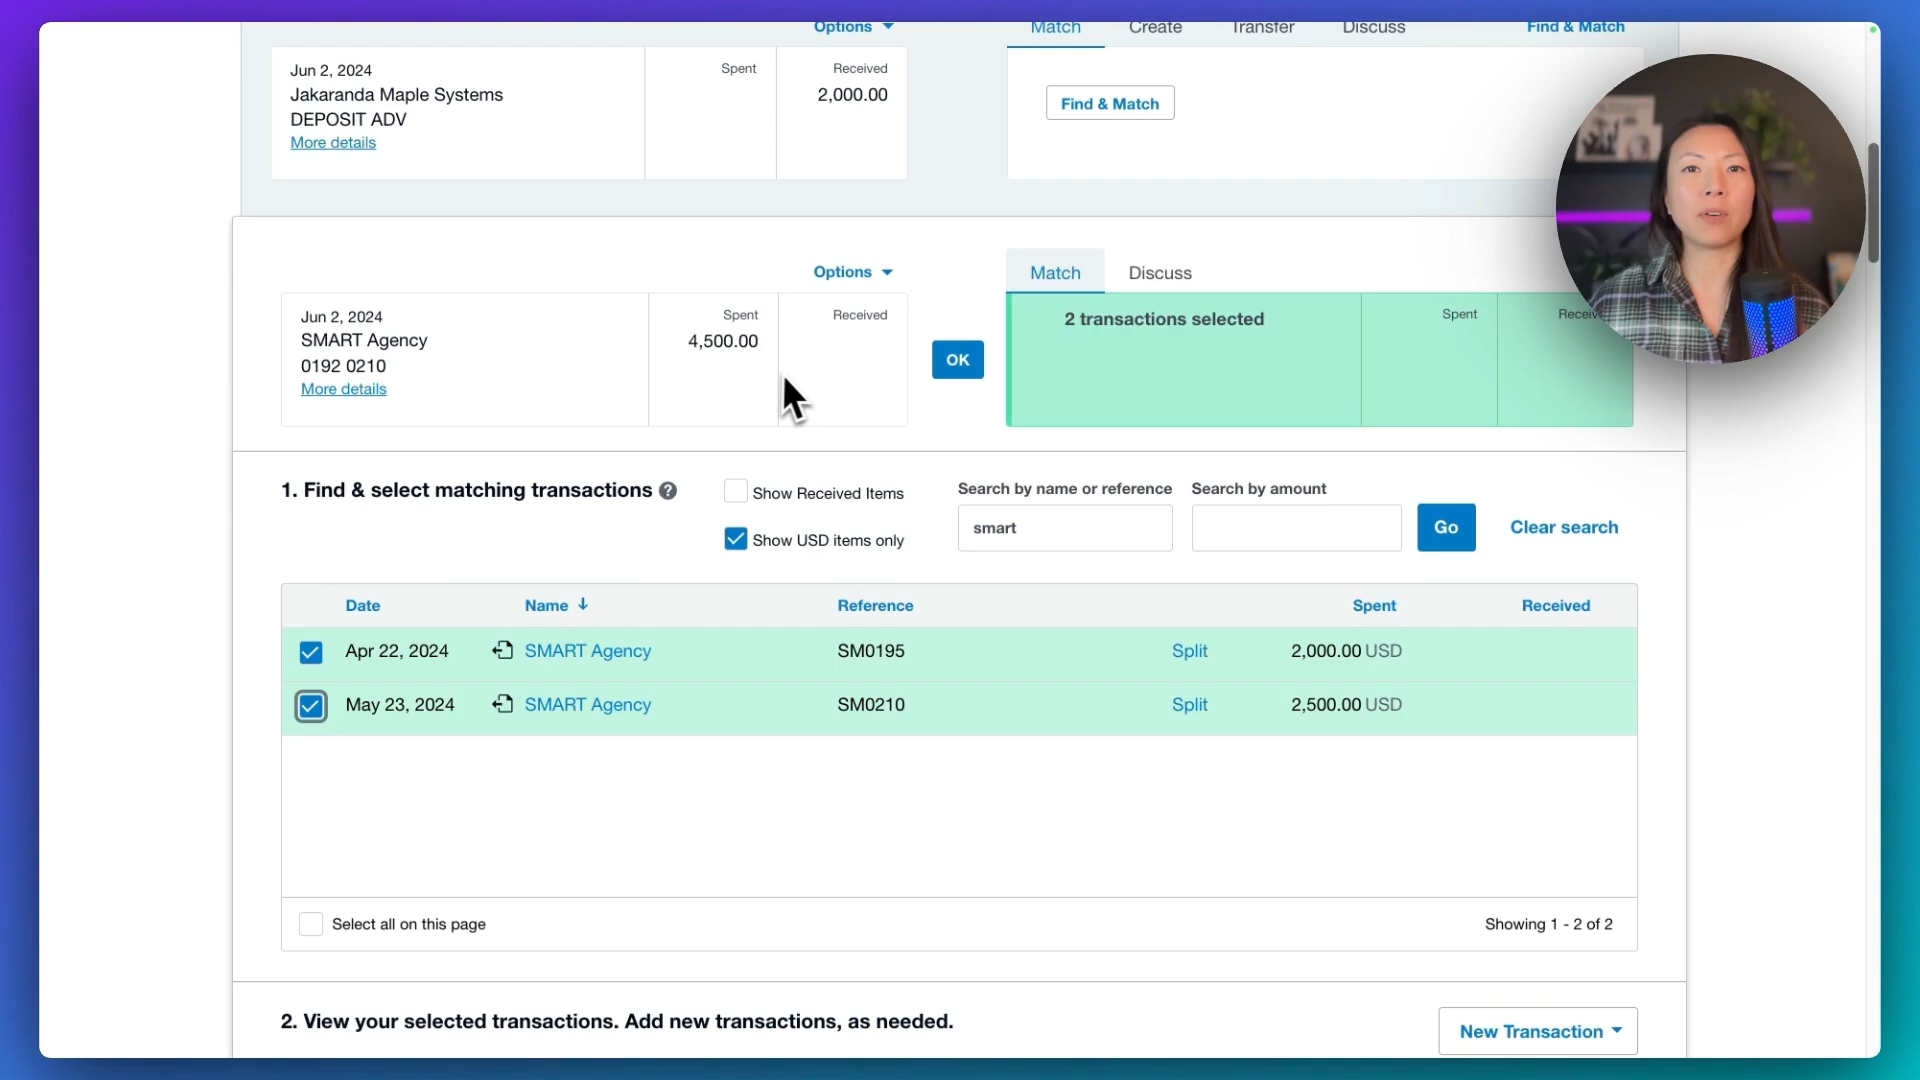 Options
Match Create Transfer Discuss Find & Match
Jun 2, 2024
Jakaranda Maple Systems
DEPOSIT ADV
More details
Spent
Received
2,000.00
Find & Match
Options
Match Discuss
Jun 2, 2024
SMART Agency
0192 0210
More details
Spent
4,500.00
Received
OK
2 transactions selected
Spent
1. Find & select matching transactions ?
Show Received Items
Show USD items only
Search by name or reference
smart
Search by amount
Go
Clear search
Date Name Reference Spent Received
Apr 22, 2024 SMART Agency SM0195 Split 2,000.00 USD
May 23, 2024 SMART Agency SM0210 Split 2,500.00 USD
Select all on this page
Showing 1 - 2 of 2
2. View your selected transactions. Add new transactions, as needed.
New Transaction